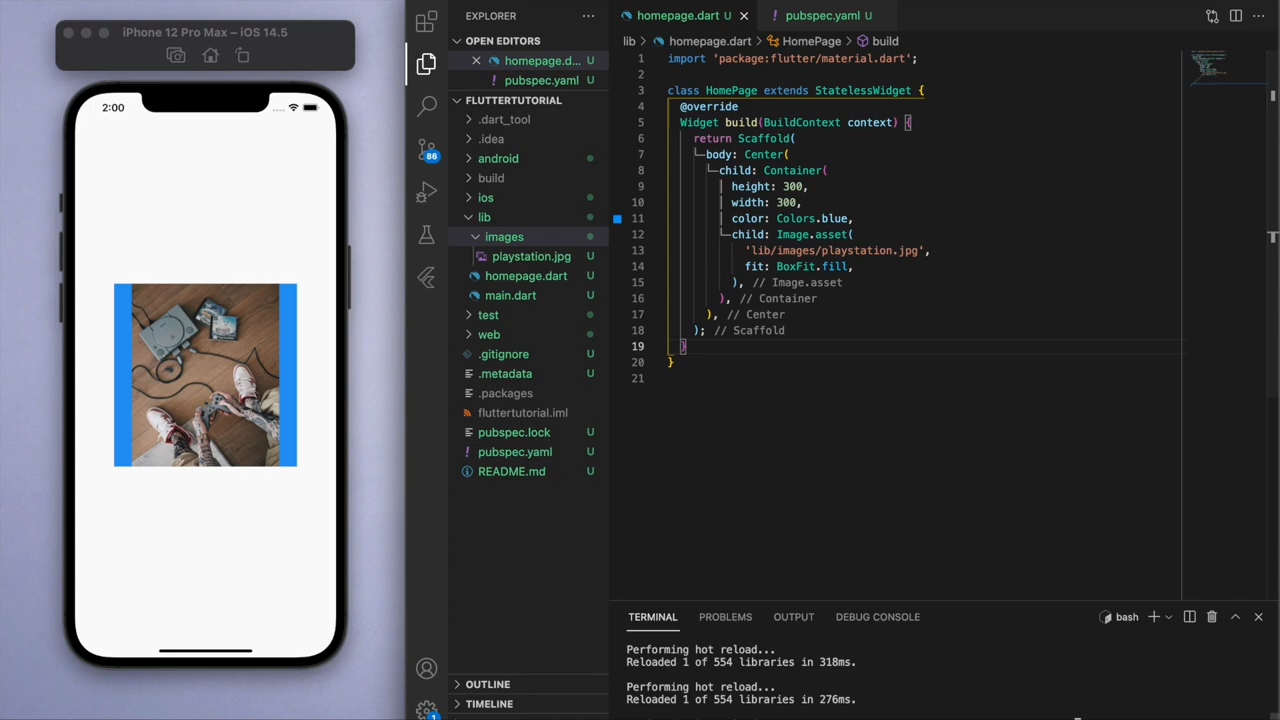 iPhone 12 Pro Max – iOS 14.5
2:00
EXPLORER
OPEN EDITORS
homepage.d... U
pubspec.yaml U
FLUTTERTUTORIAL
.dart_tool
.idea
android
build
ios
lib
images
playstation.jpg U
homepage.dart U
main.dart U
test
web
.gitignore U
.metadata U
.packages
fluttertutorial.iml U
pubspec.lock U
pubspec.yaml U
README.md U
OUTLINE
TIMELINE
86
1
homepage.dart U
pubspec.yaml U
lib > homepage.dart > HomePage > build
1 import 'package:flutter/material.dart';
2
3 class HomePage extends StatelessWidget {
4 @override
5 Widget build(BuildContext context) {
6 return Scaffold(
7 body: Center(
8 child: Container(
9 height: 300,
10 width: 300,
11 color: Colors.blue,
12 child: Image.asset(
13 'lib/images/playstation.jpg',
14 fit: BoxFit.fill,
15 ), // Image.asset
16 ), // Container
17 ), // Center
18 ); // Scaffold
19 }
20 }
21
TERMINAL PROBLEMS OUTPUT DEBUG CONSOLE bash
Performing hot reload...
Reloaded 1 of 554 libraries in 318ms.
Performing hot reload...
Reloaded 1 of 554 libraries in 276ms.